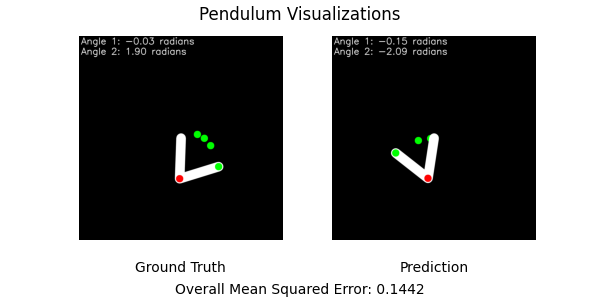 Pendulum Visualizations
Angle 1: −0.03 radians
Angle 2: 1.90 radians
Angle 1: −0.15 radians
Angle 2: −2.09 radians
Ground Truth
Prediction
Overall Mean Squared Error: 0.1442